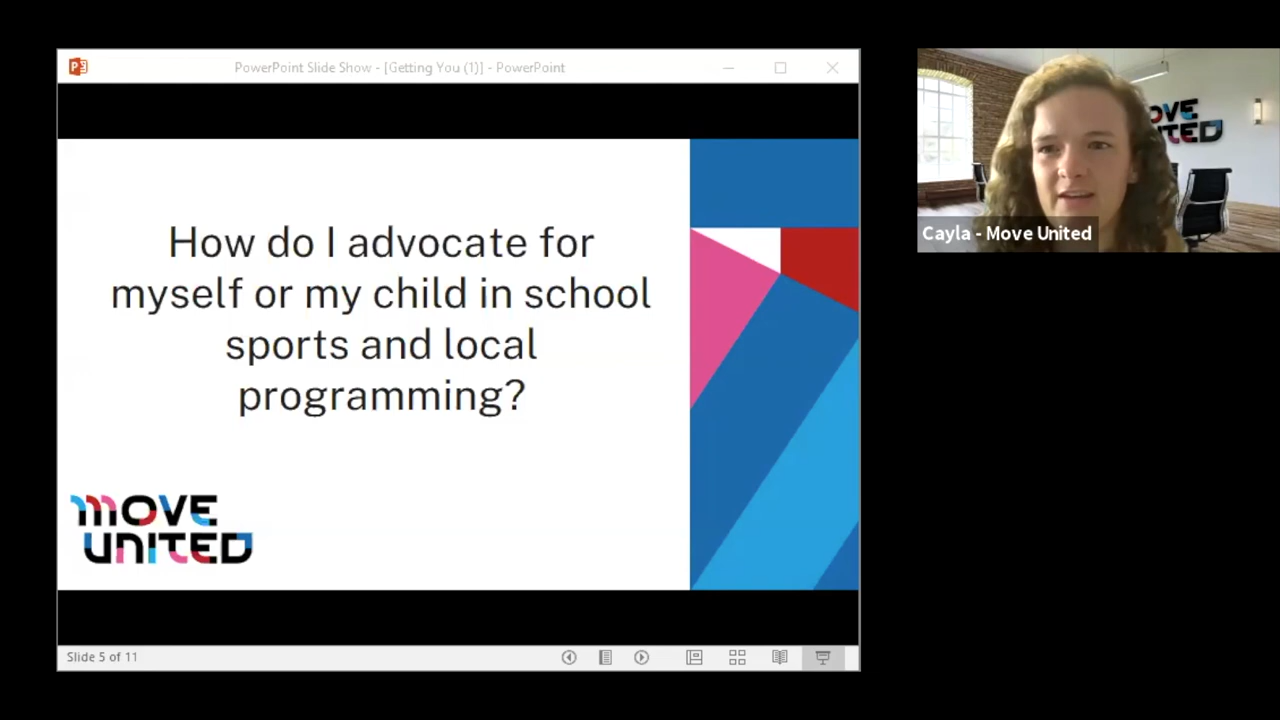 PowerPoint Slide Show - [Getting You (1)] - PowerPoint
How do I advocate for
myself or my child in school
sports and local
programming?
MOVE
UNITED
Slide 5 of 11
MOVE
UNITED
Cayla - Move United